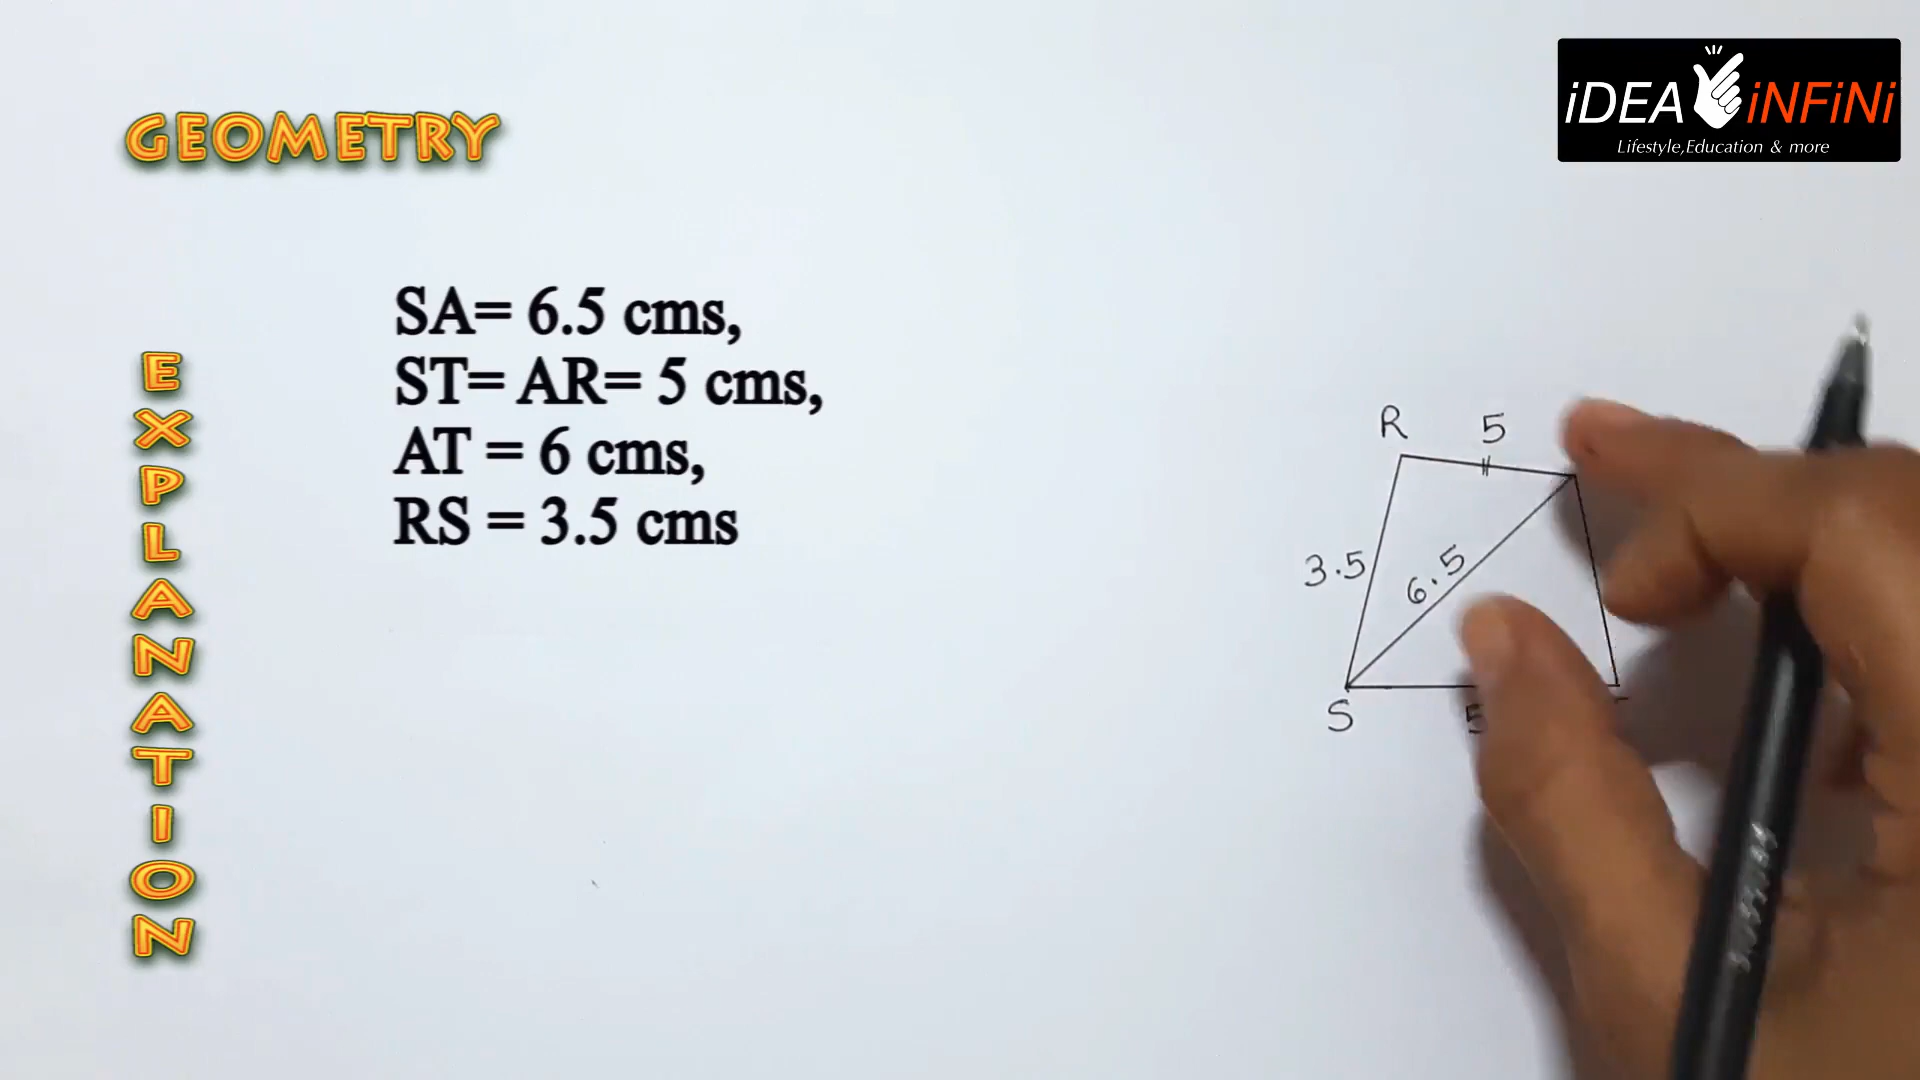 GEOMETRY
iDEA iNFiNi
Lifestyle,Education & more
EXPLANATION
SA= 6.5 cms,
ST= AR= 5 cms,
AT = 6 cms,
RS = 3.5 cms
R 5
3.5 6.5
S 5